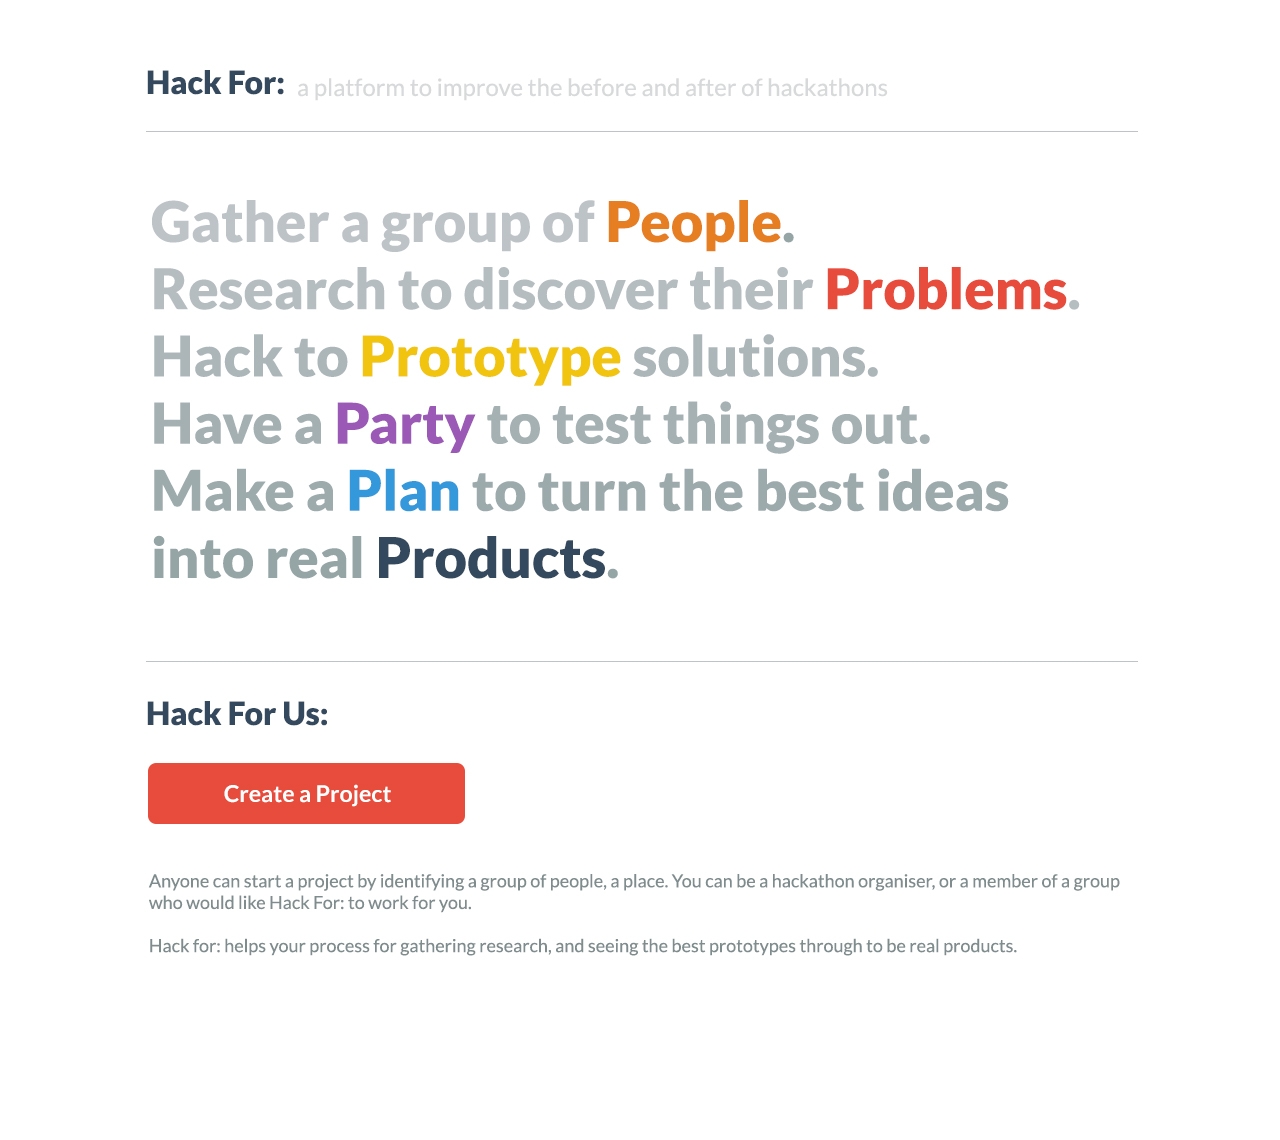 Hack For: a platform to improve the before and after of hackathons
Gather a group of People.
Research to discover their Problems.
Hack to Prototype solutions.
Have a Party to test things out.
Make a Plan to turn the best ideas
into real Products.
Hack For Us:
Create a Project
Anyone can start a project by identifying a group of people, a place. You can be a hackathon organiser, or a member of a group
who would like Hack For: to work for you.
Hack for: helps your process for gathering research, and seeing the best prototypes through to be real products.